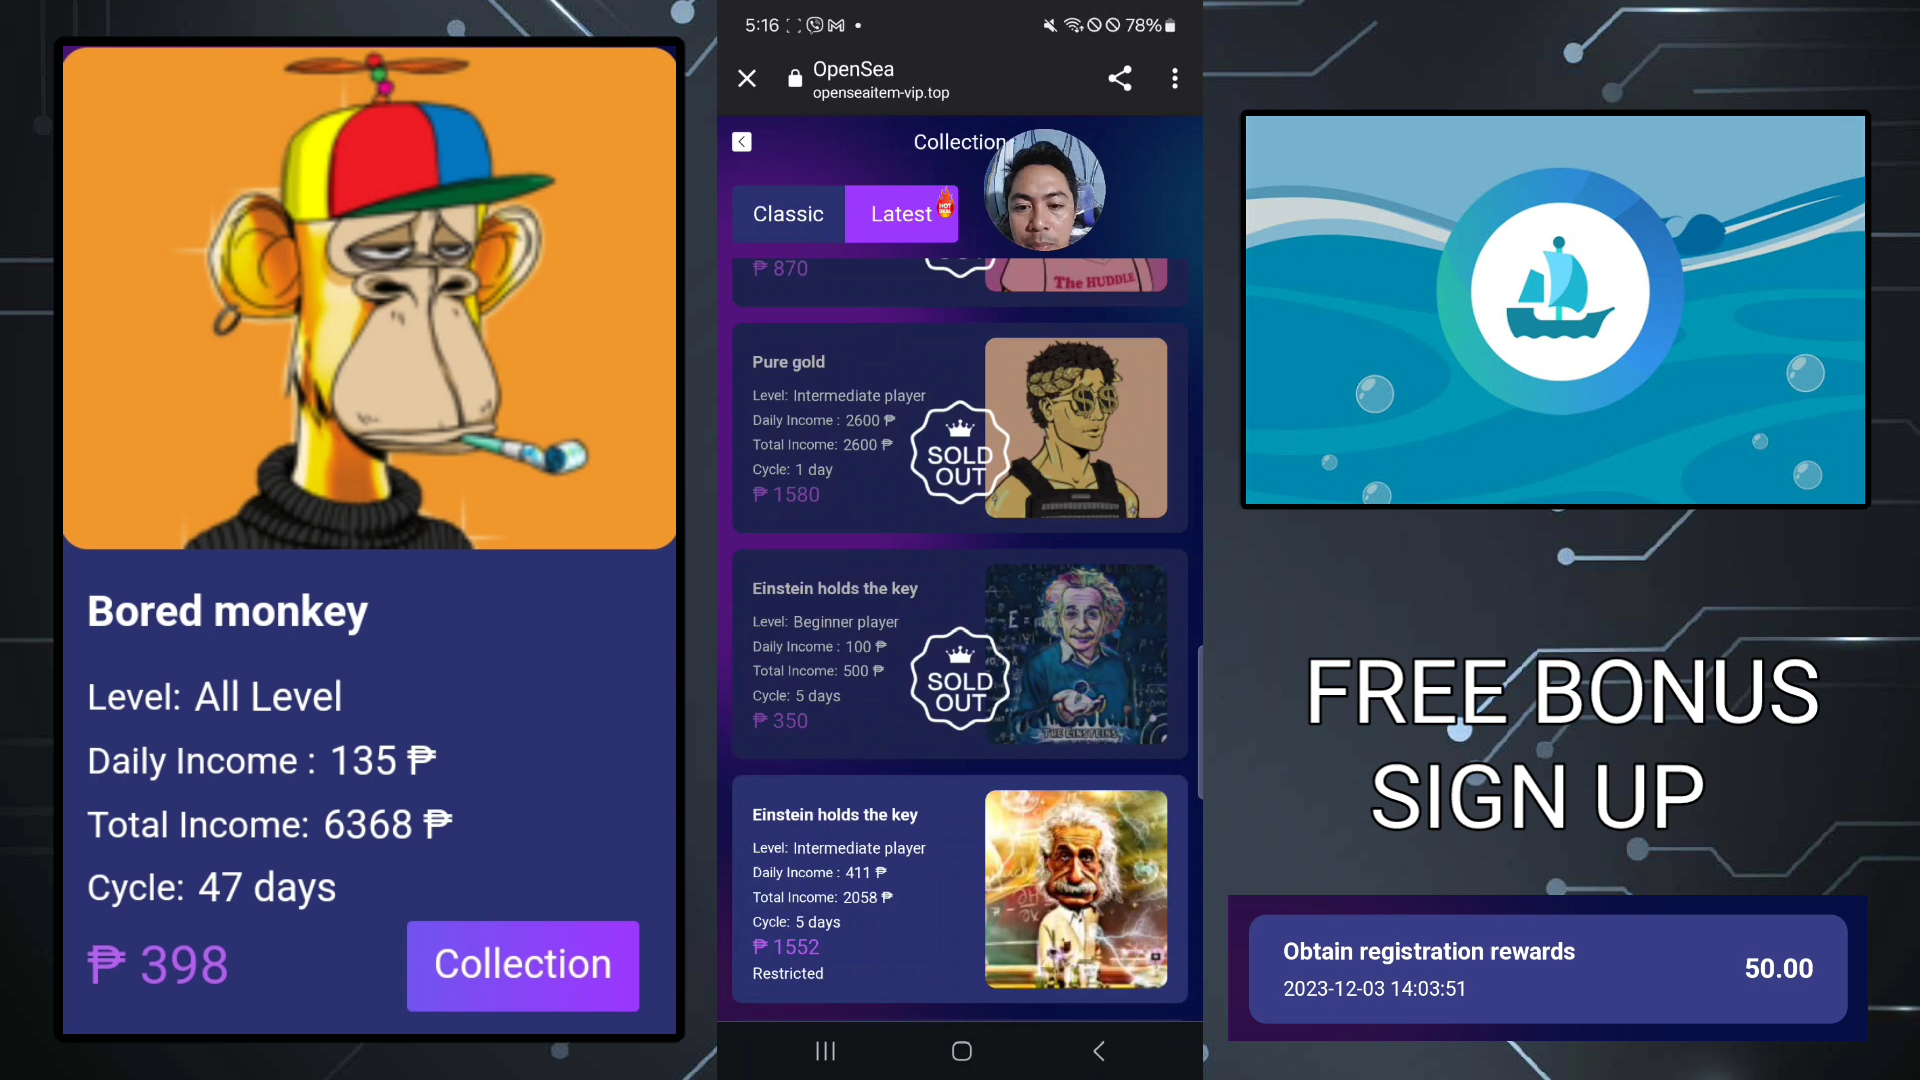 Bored monkey
Level: All Level
Daily Income : 135 ₱
Total Income: 6368 ₱
Cycle: 47 days
₱ 398
Collection
5:16
78%
OpenSea
openseaitem-vip.top
Collection
Classic
Latest
HOT DEAL
₱ 870
The HUDDLE
Pure gold
Level: Intermediate player
Daily Income : 2600 ₱
Total Income: 2600 ₱
Cycle: 1 day
₱ 1580
SOLD
OUT
Einstein holds the key
Level: Beginner player
Daily Income : 100 ₱
Total Income: 500 ₱
Cycle: 5 days
₱ 350
SOLD
OUT
THE EINSTEINS
Einstein holds the key
Level: Intermediate player
Daily Income : 411 ₱
Total Income: 2058 ₱
Cycle: 5 days
₱ 1552
Restricted
FREE BONUS
SIGN UP
Obtain registration rewards
2023-12-03 14:03:51
50.00